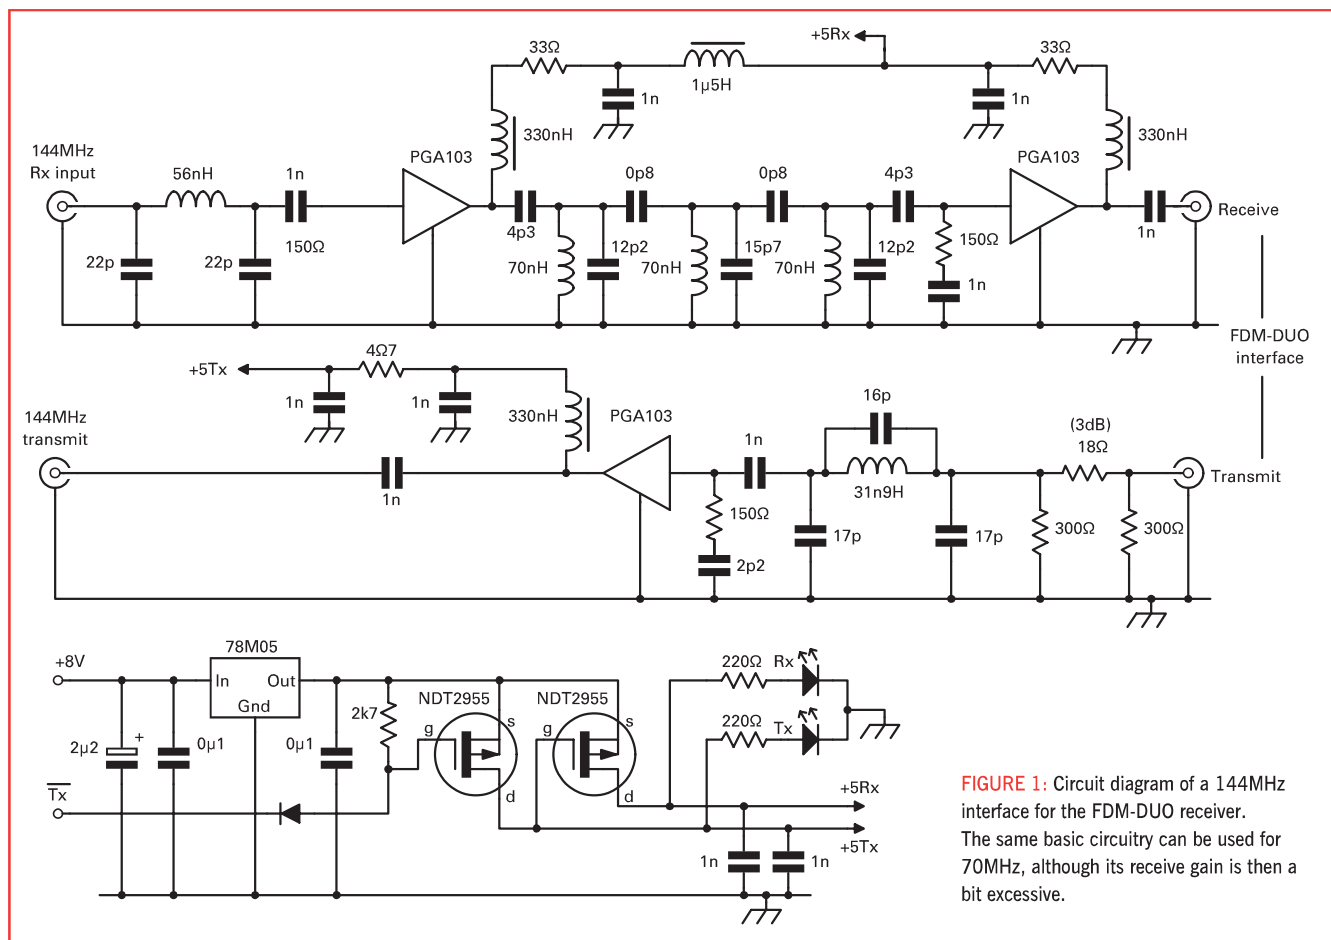 +5Rx
33Ω
33Ω
1µ5H
1n
1n
330nH
330nH
144MHz
Rx input
PGA103
PGA103
56nH
1n
0p8
0p8
4p3
Receive
4p3
1n
150Ω
150Ω
22p
22p
70nH
12p2
70nH
15p7
70nH
12p2
1n
FDM-DUO
interface
4Ω7
+5Tx
1n
1n
16p
330nH
PGA103
144MHz
transmit
(3dB)
18Ω
1n
Transmit
1n
31n9H
150Ω
17p
17p
300Ω
300Ω
2p2
78M05
+8V
In
Out
Gnd
NDT2955
NDT2955
220Ω
Rx
2k7
g
s
g
s
220Ω
Tx
2µ2
+
0µ1
0µ1
d
d
Tx
+5Rx
+5Tx
1n
1n
FIGURE 1: Circuit diagram of a 144MHz
interface for the FDM-DUO receiver.
The same basic circuitry can be used for
70MHz, although its receive gain is then a
bit excessive.